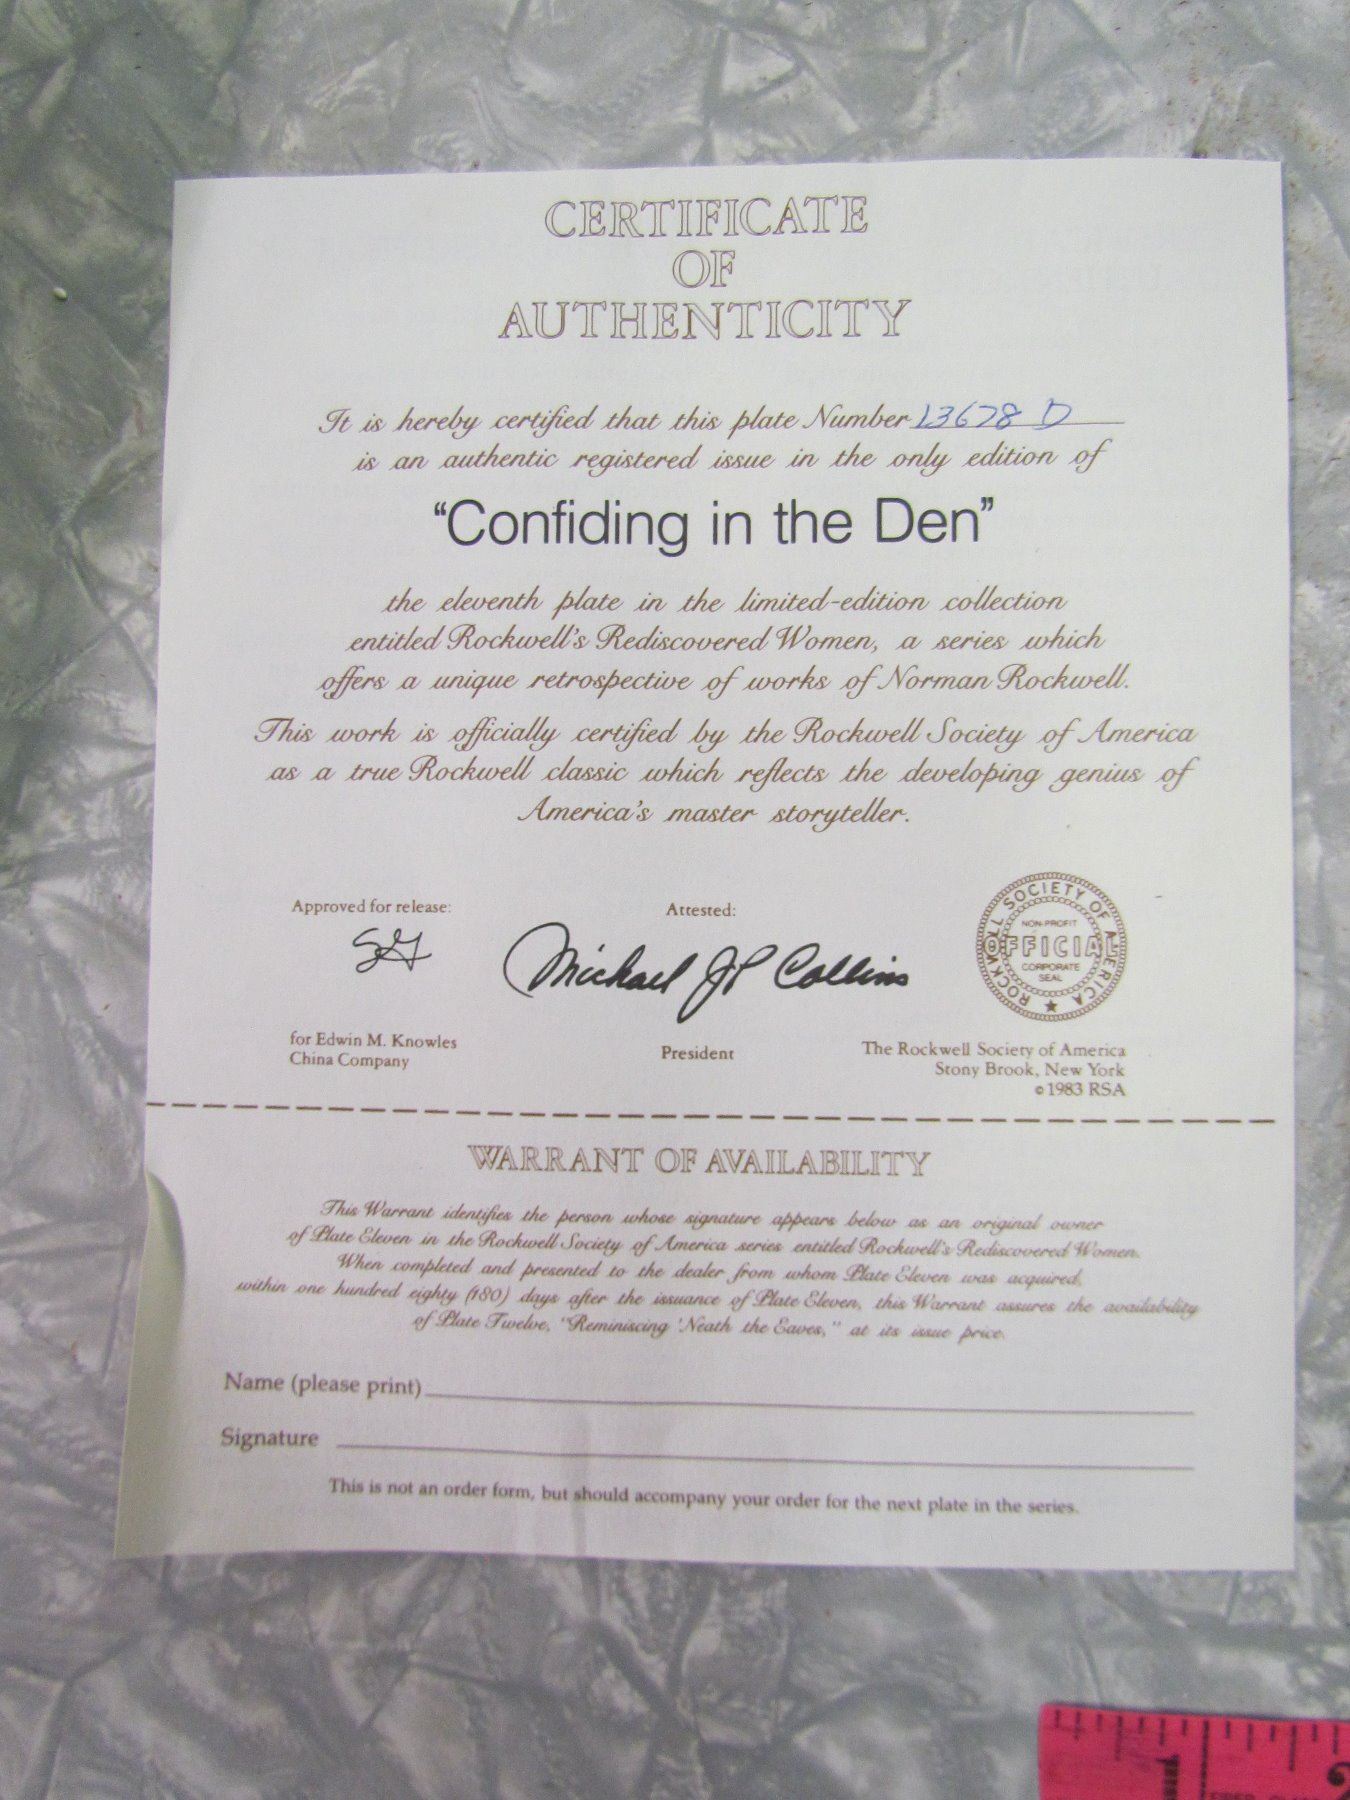 CERTIFICATE
OF
AUTHENTICITY
It is hereby certified that this plate Number 13678 D
is an authentic registered issue in the only edition of
“Confiding in the Den”
the eleventh plate in the limited-edition collection
entitled Rockwell's Rediscovered Women, a series which
offers a unique retrospective of works of Norman Rockwell.
This work is officially certified by the Rockwell Society of America
as a true Rockwell classic which reflects the developing genius of
America's master storyteller.
Approved for release:
Attested:
Michael JP Collins
ROCKWELL SOCIETY OF AMERICA
NON-PROFIT
OFFICIAL
CORPORATE
SEAL
for Edwin M. Knowles
China Company
President
The Rockwell Society of America
Stony Brook, New York
© 1983 RSA
WARRANT OF AVAILABILITY
This Warrant identifies the person whose signature appears below as an original owner
of Plate Eleven in the Rockwell Society of America series entitled Rockwell's Rediscovered Women.
When completed and presented to the dealer from whom Plate Eleven was acquired,
within one hundred eighty (180) days after the issuance of Plate Eleven, this Warrant assures the availability
of Plate Twelve, "Reminiscing 'Neath the Eaves," at its issue price.
Name (please print)
Signature
This is not an order form, but should accompany your order for the next plate in the series.
1 2